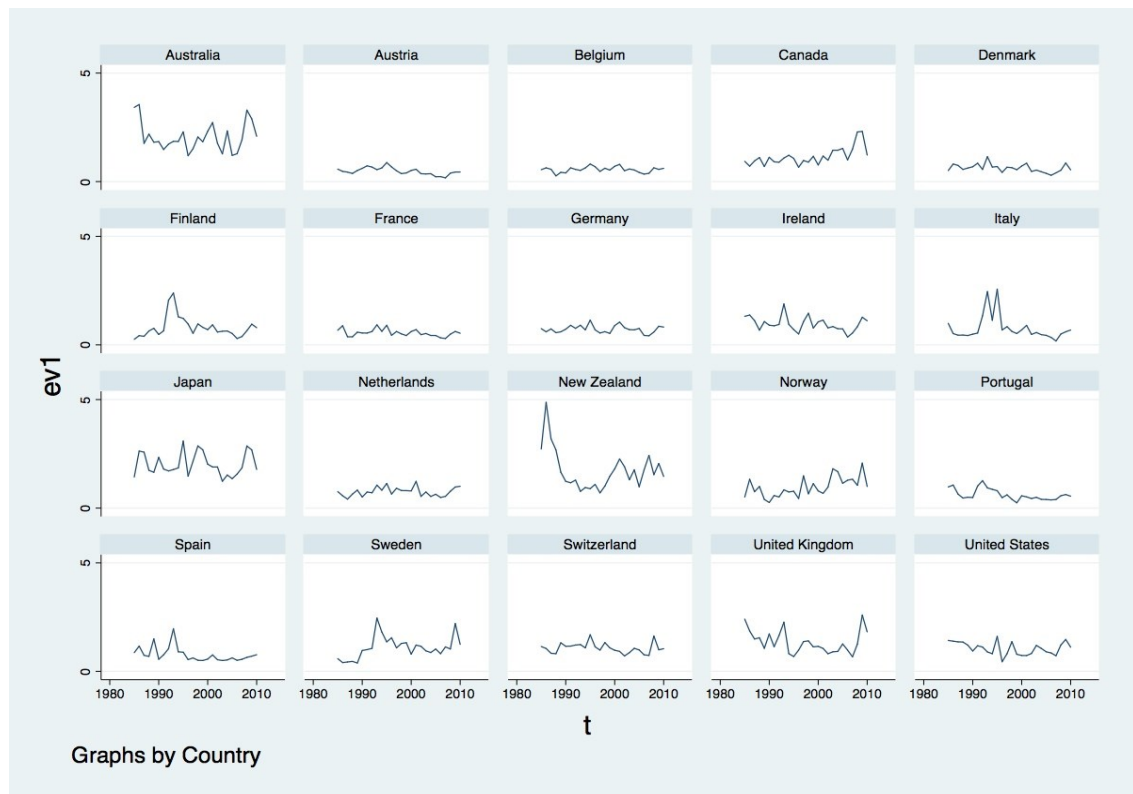 Australia Austria Belgium Canada Denmark
5
0
Finland France Germany Ireland Italy
5
0
ev1
Japan Netherlands New Zealand Norway Portugal
5
0
Spain Sweden Switzerland United Kingdom United States
5
0
1980 1990 2000 2010 1980 1990 2000 2010 1980 1990 2000 2010 1980 1990 2000 2010 1980 1990 2000 2010
t
Graphs by Country